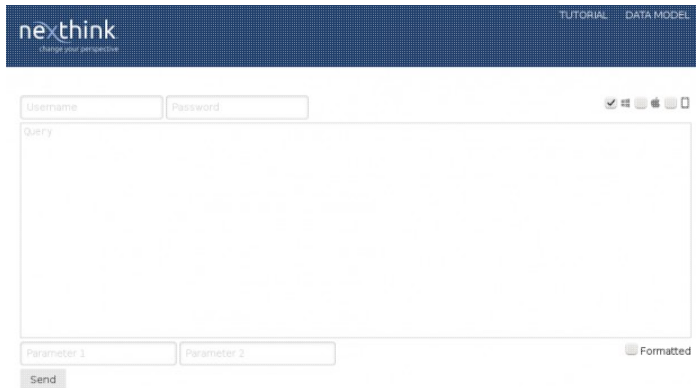 TUTORIAL DATA MODEL
nexthink
change your perspective
Username Password
Query
Parameter 1 Parameter 2 Formatted
Send